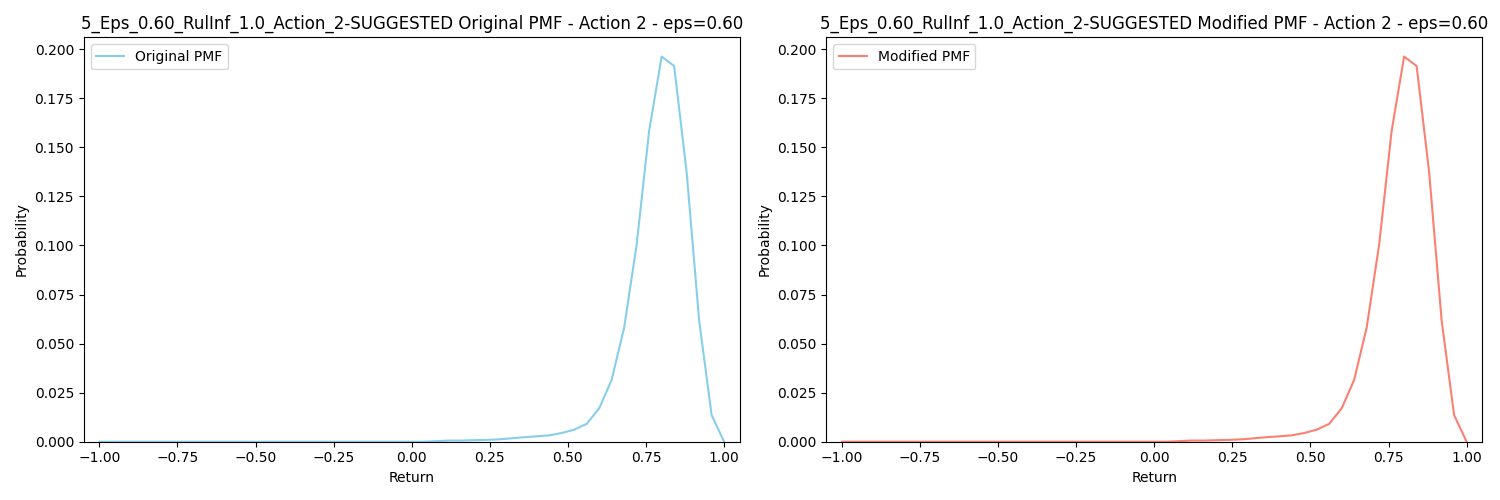 5_Eps_0.60_RulInf_1.0_Action_2-SUGGESTED Original PMF - Action 2 - eps=0.60
Original PMF
Probability
0.200
0.175
0.150
0.125
0.100
0.075
0.050
0.025
0.000
−1.00 −0.75 −0.50 −0.25 0.00 0.25 0.50 0.75 1.00
Return
5_Eps_0.60_RulInf_1.0_Action_2-SUGGESTED Modified PMF - Action 2 - eps=0.60
Modified PMF
Probability
0.200
0.175
0.150
0.125
0.100
0.075
0.050
0.025
0.000
−1.00 −0.75 −0.50 −0.25 0.00 0.25 0.50 0.75 1.00
Return